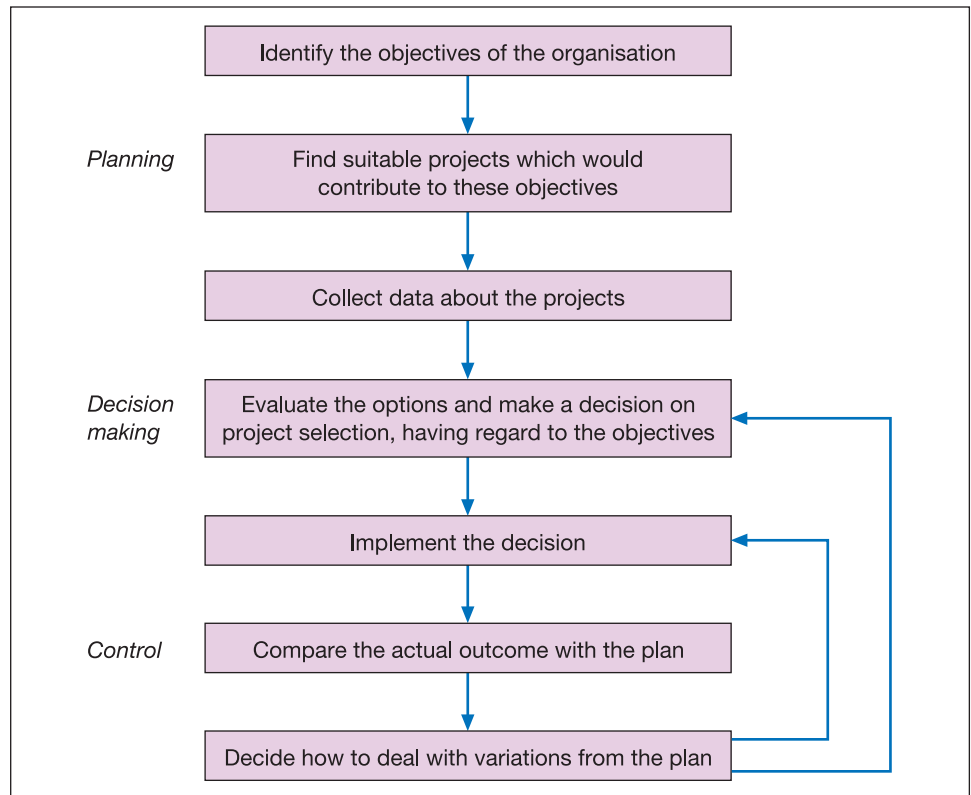 Identify the objectives of the organisation
Planning
Find suitable projects which would
contribute to these objectives
Collect data about the projects
Decision
making
Evaluate the options and make a decision on
project selection, having regard to the objectives
Implement the decision
Control
Compare the actual outcome with the plan
Decide how to deal with variations from the plan